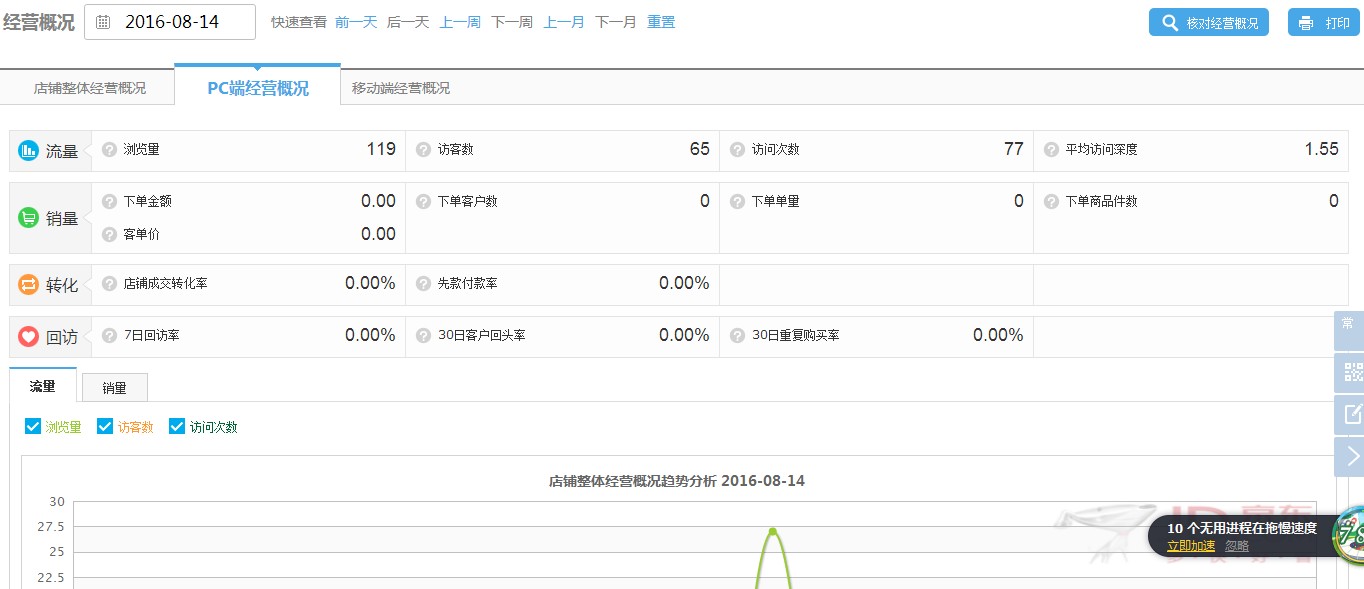 经营概况 2016-08-14 快速查看 前一天 后一天 上一周 下一周 上一月 下一月 重置 核对经营概况 打印
店铺整体经营概况 PC端经营概况 移动端经营概况
流量 浏览量 119 访客数 65 访问次数 77 平均访问深度 1.55
销量 下单金额 0.00 下单客户数 0 下单单量 0 下单商品件数 0
客单价 0.00
转化 店铺成交转化率 0.00% 先款付款率 0.00%
回访 7日回访率 0.00% 30日客户回头率 0.00% 30日重复购买率 0.00%
常
流量 销量
浏览量 访客数 访问次数
店铺整体经营概况趋势分析 2016-08-14
30
27.5
25
22.5
JD 京东
10 个无用进程在拖慢速度
立即加速 忽略